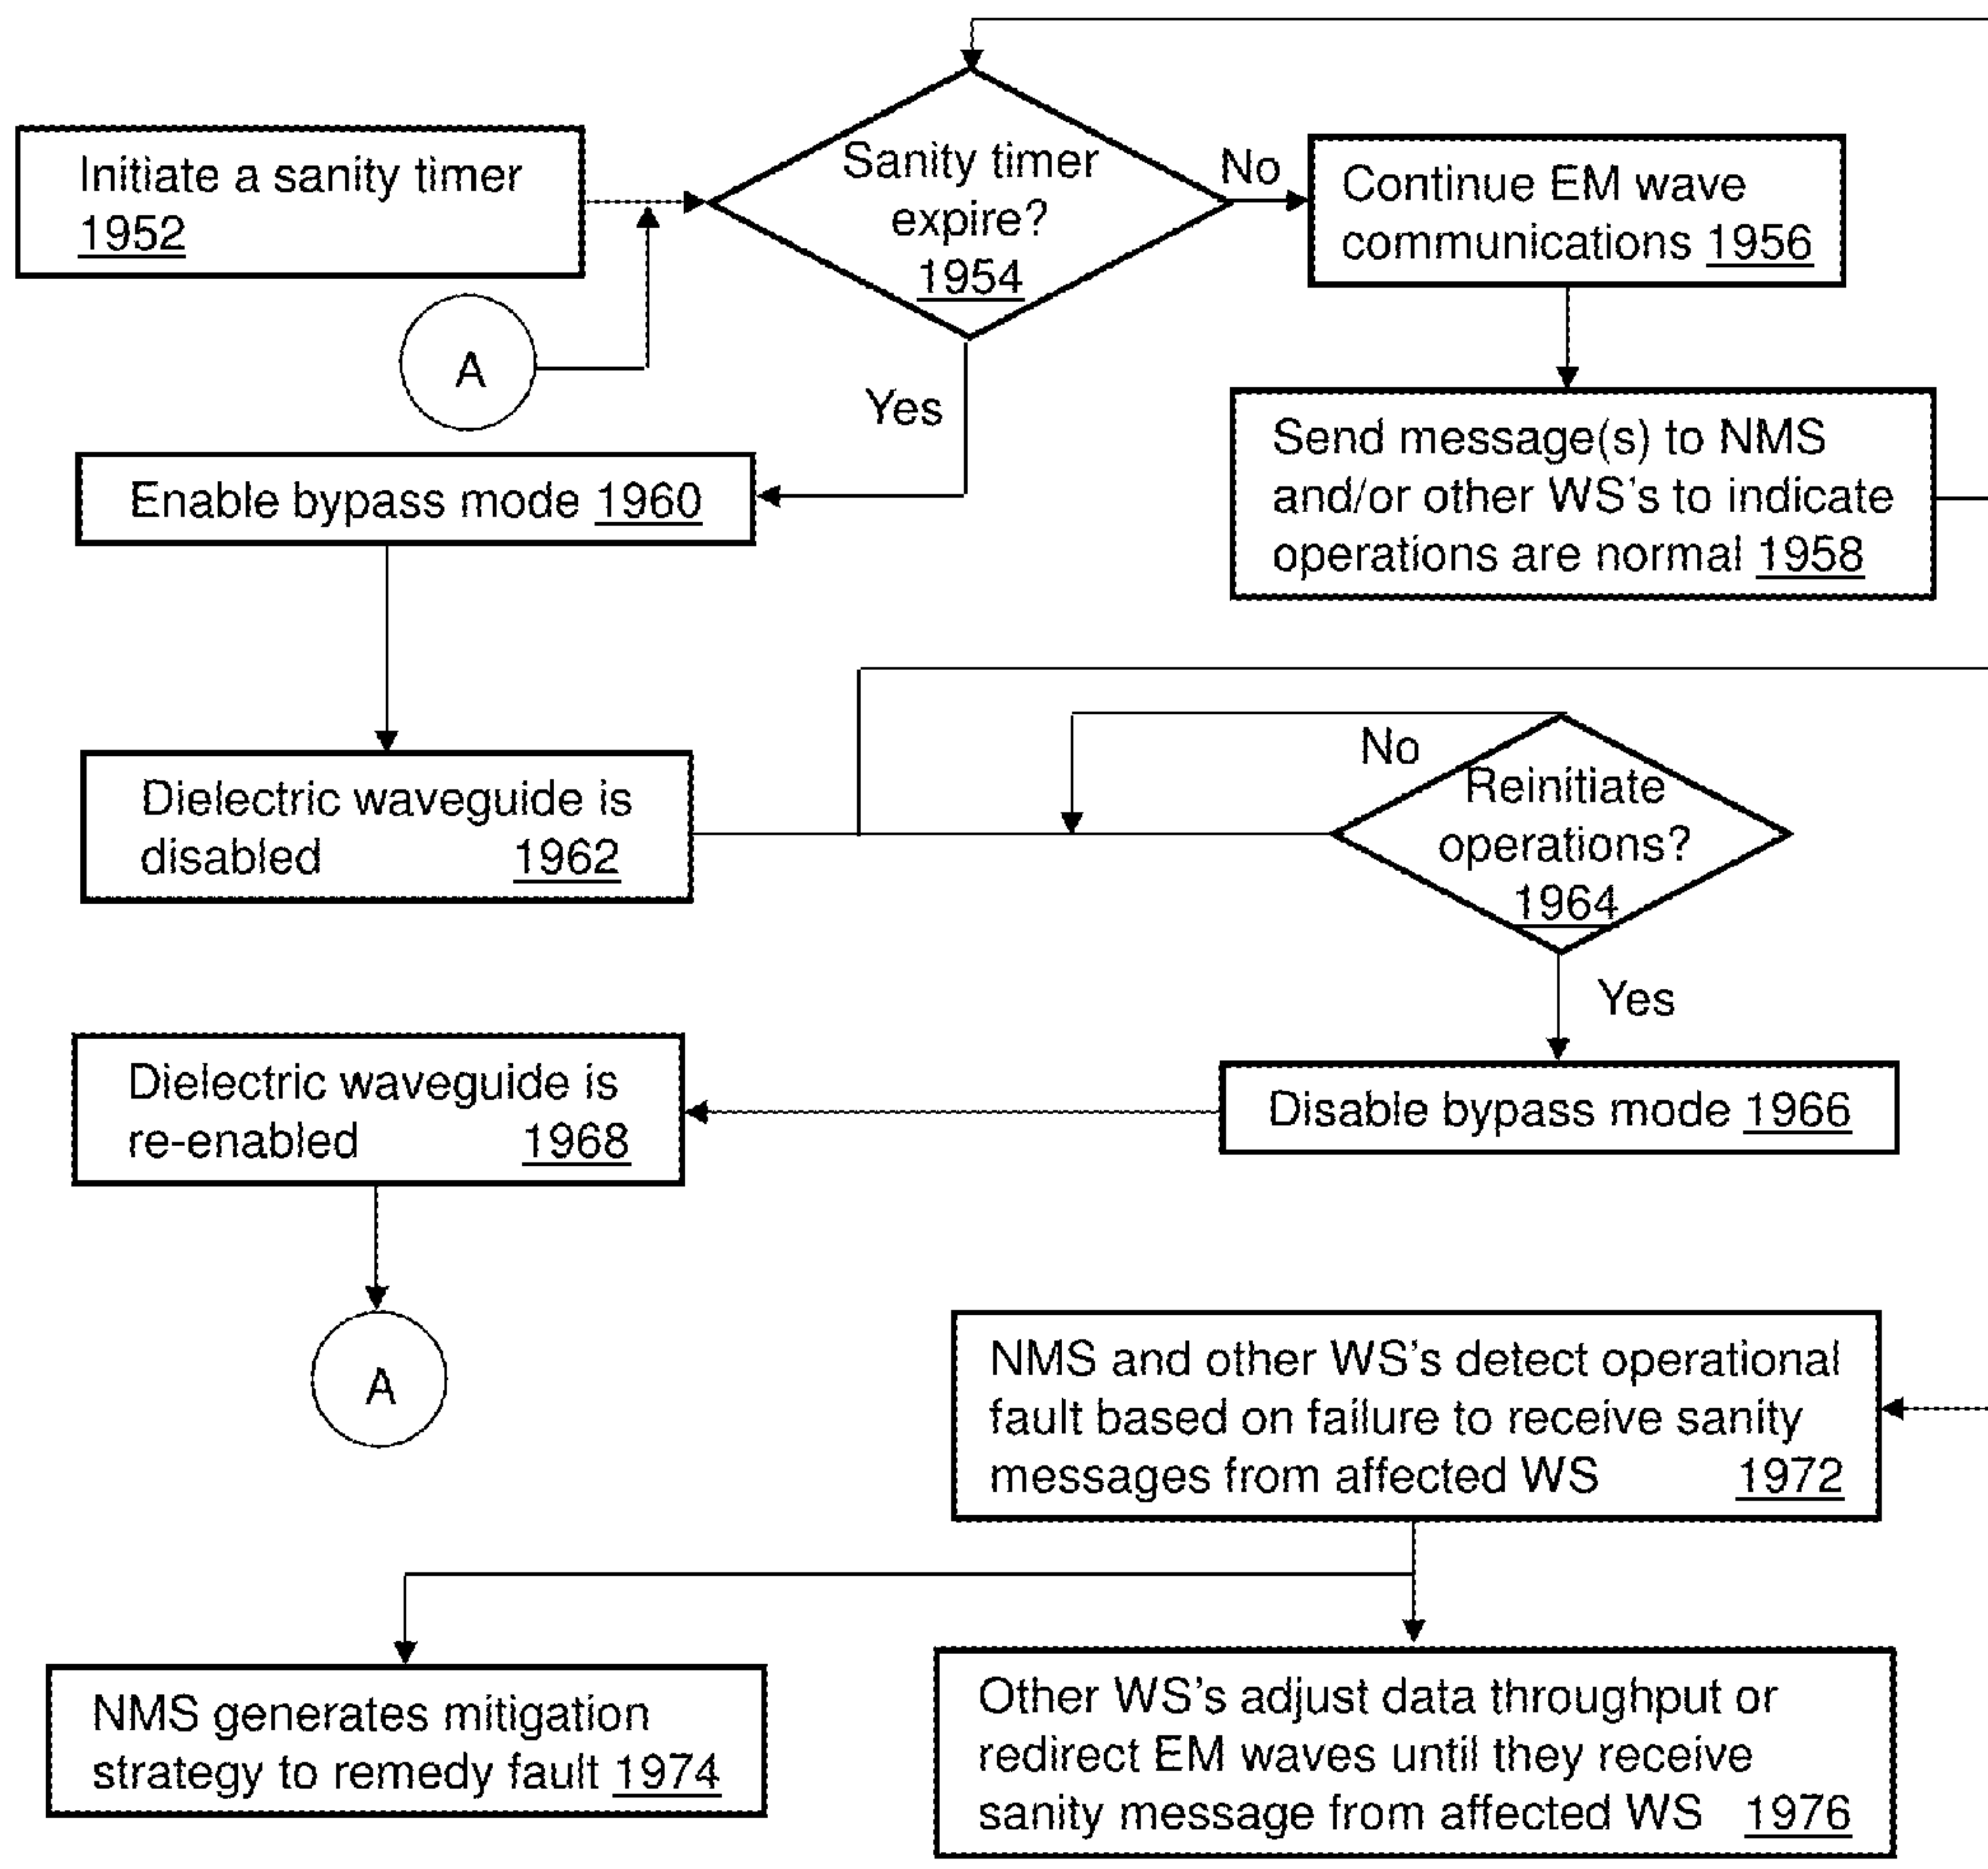 Initiate a sanity timer
1952
Sanity timer
expire?
1954
No
Continue EM wave
communications 1956
A
Yes
Send message(s) to NMS
and/or other WS's to indicate
operations are normal 1958
Enable bypass mode 1960
Dielectric waveguide is
disabled 1962
No
Reinitiate
operations?
1964
Yes
Disable bypass mode 1966
Dielectric waveguide is
re-enabled 1968
A
NMS and other WS's detect operational
fault based on failure to receive sanity
messages from affected WS 1972
NMS generates mitigation
strategy to remedy fault 1974
Other WS's adjust data throughput or
redirect EM waves until they receive
sanity message from affected WS 1976